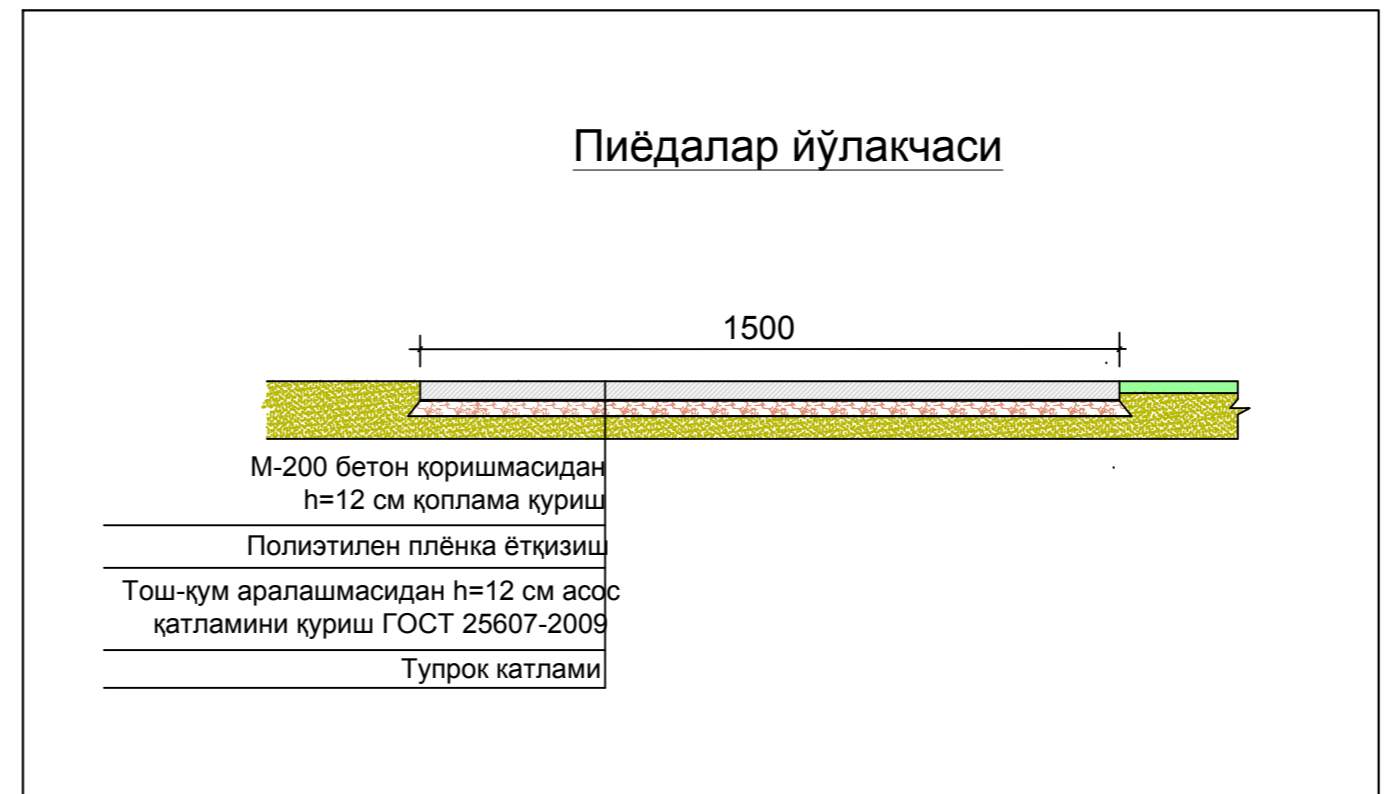 Пиёдалар йўлакчаси
1500
М-200 бетон қоришмасидан
h=12 см қоплама қуриш
Полиэтилен плёнка ётқизиш
Тош-қум аралашмасидан h=12 см асос
қатламини қуриш ГОСТ 25607-2009
Тупрок катлами